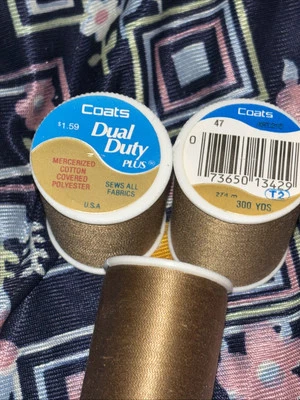 Coats
$1.59
Dual
Duty
PLUS®
MERCERIZED
COTTON
COVERED
POLYESTER
SEWS ALL
FABRICS
U.S.A
Coats
47
0
73650 13429
274 m
300 YDS
T2